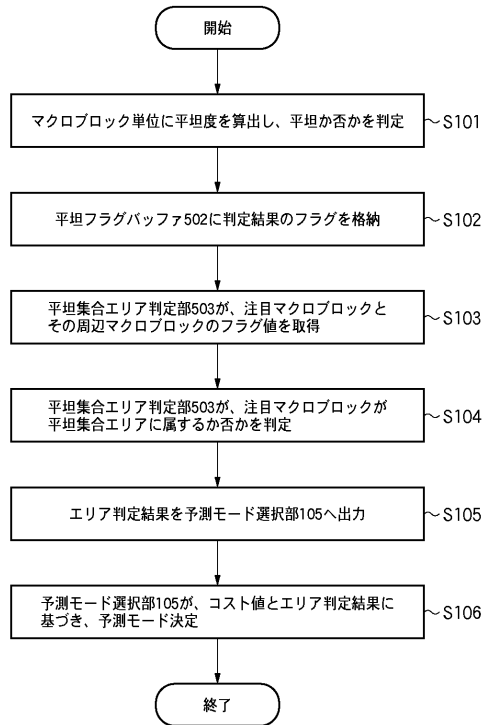 開始
マクロブロック単位に平坦度を算出し、平坦か否かを判定
~S101
平坦フラグバッファ502に判定結果のフラグを格納
~S102
平坦集合エリア判定部503が、注目マクロブロックと
その周辺マクロブロックのフラグ値を取得
~S103
平坦集合エリア判定部503が、注目マクロブロックが
平坦集合エリアに属するか否かを判定
~S104
エリア判定結果を予測モード選択部105へ出力
~S105
予測モード選択部105が、コスト値とエリア判定結果に
基づき、予測モード決定
~S106
終了